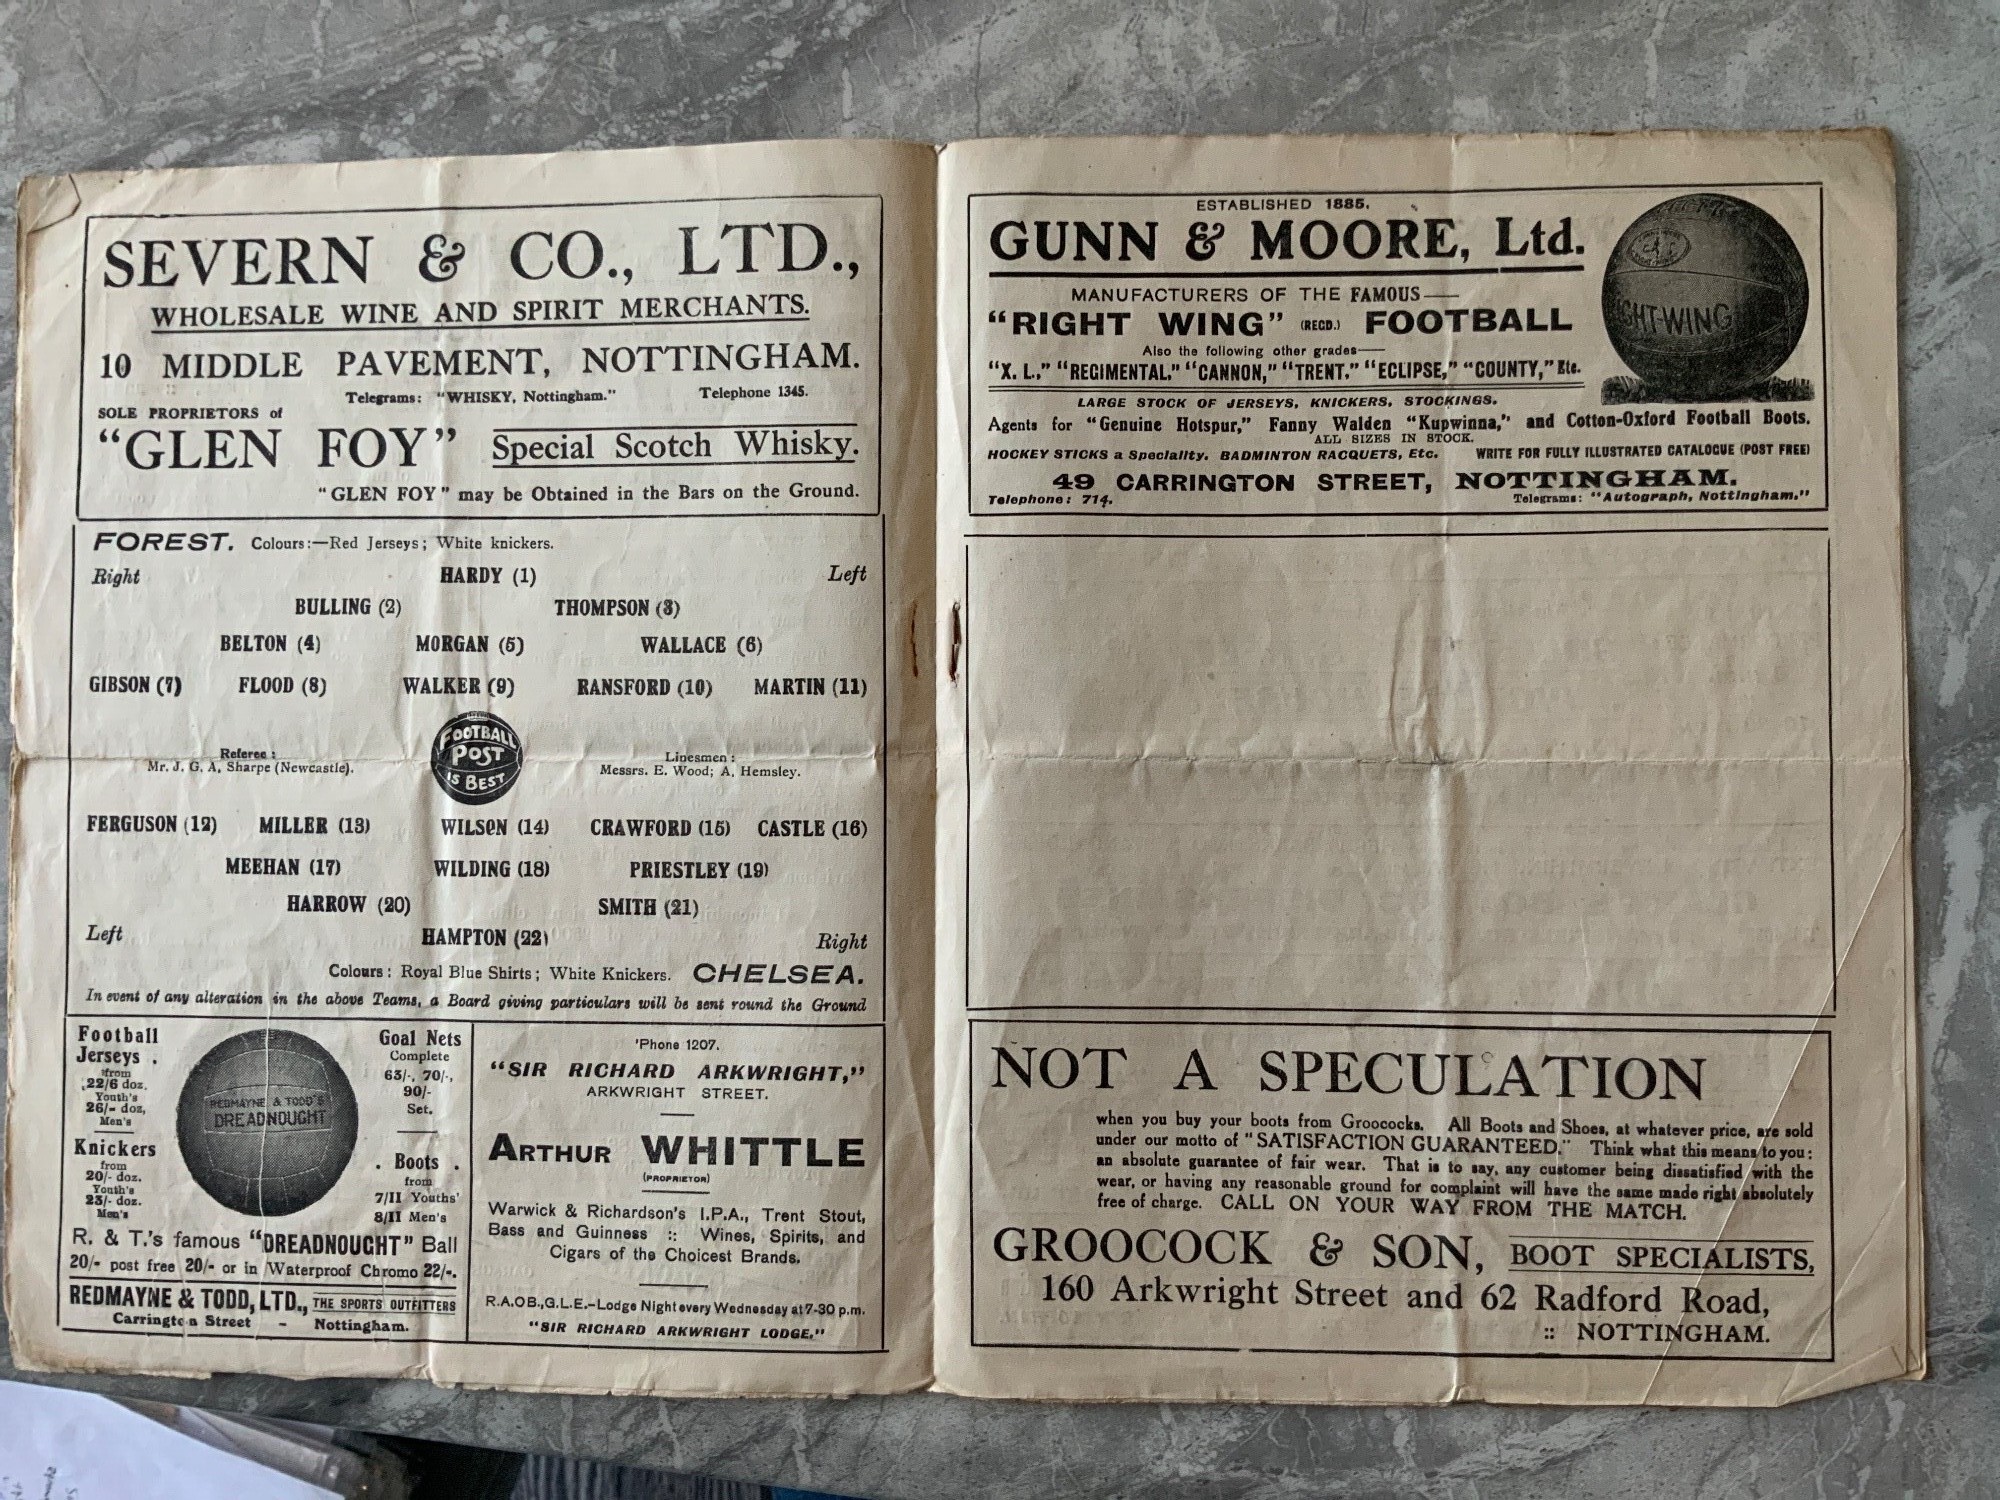 SEVERN & CO., LTD.,
WHOLESALE WINE AND SPIRIT MERCHANTS.
10 MIDDLE PAVEMENT, NOTTINGHAM.
Telegrams: "WHISKY, Nottingham." Telephone 1345.
SOLE PROPRIETORS of
"GLEN FOY" Special Scotch Whisky.
"GLEN FOY" may be Obtained in the Bars on the Ground.
FOREST. Colours:—Red Jerseys; White knickers.
Right HARDY (1) Left
BULLING (2) THOMPSON (3)
BELTON (4) MORGAN (5) WALLACE (6)
GIBSON (7) FLOOD (8) WALKER (9) RANSFORD (10) MARTIN (11)
FOOTBALL
POST
IS BEST
Referee:
Mr. J. G. A. Sharpe (Newcastle).
Linesmen:
Messrs. E. Wood; A. Hemsley.
FERGUSON (12) MILLER (13) WILSON (14) CRAWFORD (15) CASTLE (16)
MEEHAN (17) WILDING (18) PRIESTLEY (19)
HARROW (20) SMITH (21)
Left HAMPTON (22) Right
Colours: Royal Blue Shirts; White Knickers. CHELSEA.
In event of any alteration in the above Teams, a Board giving particulars will be sent round the Ground
Football
Jerseys.
from
22/6 doz.
Youth's
26/- doz,
Men's
Knickers
from
20/- doz.
Youth's
23/- doz.
Men's
REDMAYNE & TODD'S
DREADNOUGHT
Goal Nets
Complete
63/-, 70/-,
90/-
Set.
. Boots .
from
7/11 Youths'
8/11 Men's
R. & T.'s famous "DREADNOUGHT" Ball
20/- post free 20/- or in Waterproof Chromo 22/-.
REDMAYNE & TODD, LTD., THE SPORTS OUTFITTERS
Carrington Street - Nottingham.
'Phone 1207.
"SIR RICHARD ARKWRIGHT,"
ARKWRIGHT STREET.
ARTHUR WHITTLE
(PROPRIETOR)
Warwick & Richardson's I.P.A., Trent Stout,
Bass and Guinness :: Wines, Spirits, and
Cigars of the Choicest Brands.
R.A.OB.,G.L.E.—Lodge Night every Wednesday at 7-30 p.m.
"SIR RICHARD ARKWRIGHT LODGE."
ESTABLISHED 1885.
GUNN & MOORE, Ltd.
MANUFACTURERS OF THE FAMOUS—
"RIGHT WING" (REGD.) FOOTBALL
Also the following other grades—
"X. L.," "REGIMENTAL." "CANNON," "TRENT." "ECLIPSE," "COUNTY," Etc.
GHT-WING
LARGE STOCK OF JERSEYS, KNICKERS, STOCKINGS.
Agents for "Genuine Hotspur," Fanny Walden "Kupwinna," and Cotton-Oxford Football Boots.
ALL SIZES IN STOCK.
HOCKEY STICKS a Speciality. BADMINTON RACQUETS, Etc. WRITE FOR FULLY ILLUSTRATED CATALOGUE (POST FREE)
49 CARRINGTON STREET, NOTTINGHAM.
Telephone: 714. Telegrams: "Autograph, Nottingham."
NOT A SPECULATION
when you buy your boots from Groococks. All Boots and Shoes, at whatever price, are sold
under our motto of "SATISFACTION GUARANTEED." Think what this means to you:
an absolute guarantee of fair wear. That is to say, any customer being dissatisfied with the
wear, or having any reasonable ground for complaint will have the same made right absolutely
free of charge. CALL ON YOUR WAY FROM THE MATCH.
GROOCOCK & SON, BOOT SPECIALISTS,
160 Arkwright Street and 62 Radford Road,
:: NOTTINGHAM.